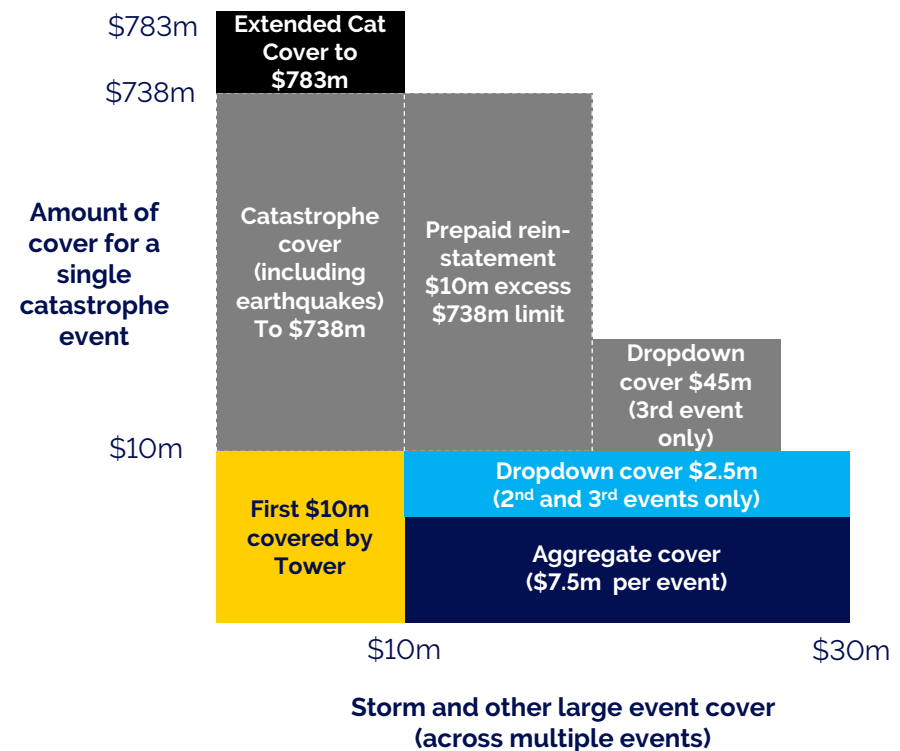 $783m
Extended Cat
Cover to
$783m
$738m
Amount of
cover for a
single
catastrophe
event
Catastrophe
cover
(including
earthquakes)
To $738m
Prepaid rein-
statement
$10m excess
$738m limit
Dropdown
cover $45m
(3rd event
only)
$10m
First $10m
covered by
Tower
Dropdown cover $2.5m
(2nd and 3rd events only)
Aggregate cover
($7.5m per event)
$10m
$30m
Storm and other large event cover
(across multiple events)